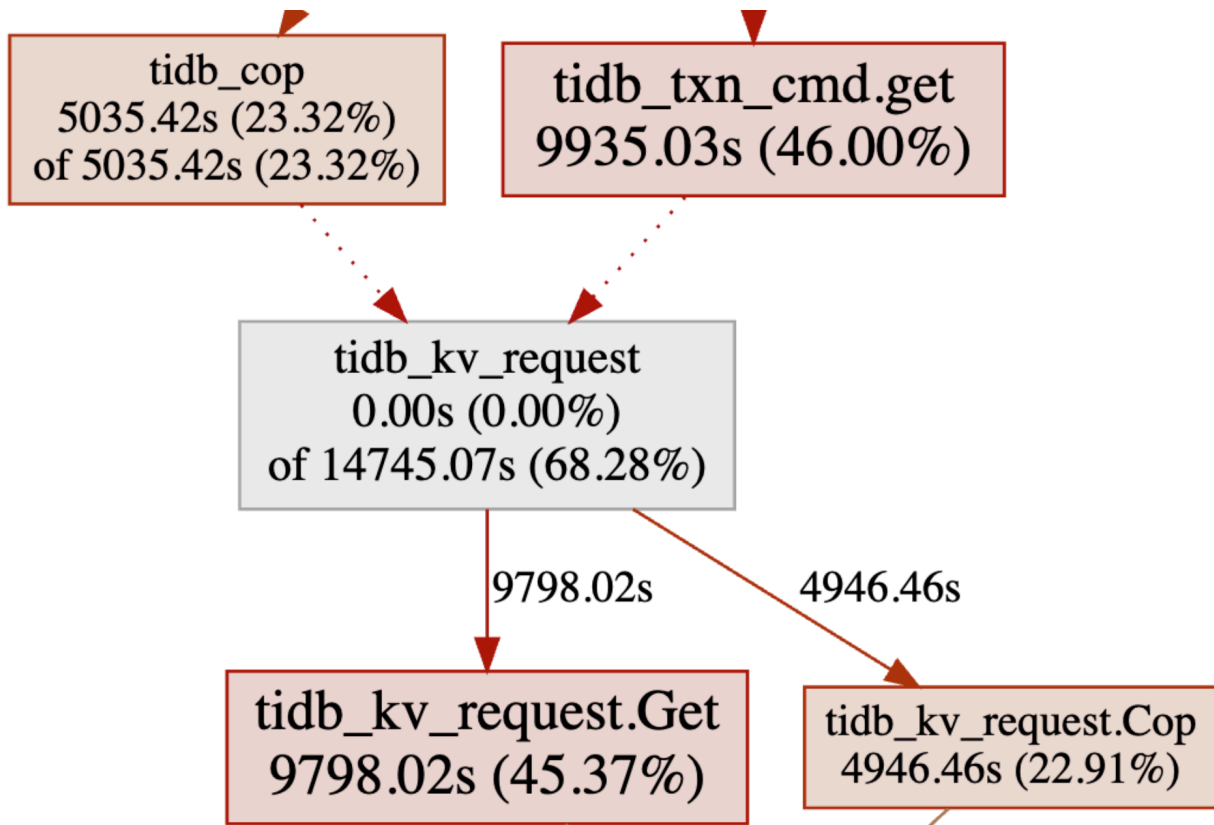 tidb_cop
5035.42s (23.32%)
of 5035.42s (23.32%)
tidb_txn_cmd.get
9935.03s (46.00%)
tidb_kv_request
0.00s (0.00%)
of 14745.07s (68.28%)
9798.02s
4946.46s
tidb_kv_request.Get
9798.02s (45.37%)
tidb_kv_request.Cop
4946.46s (22.91%)